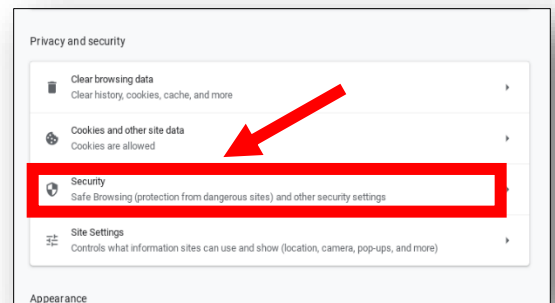 Privacy and security
Clear browsing data
Clear history, cookies, cache, and more
Cookies and other site data
Cookies are allowed
Security
Safe Browsing (protection from dangerous sites) and other security settings
Site Settings
Controls what information sites can use and show (location, camera, pop-ups, and more)
Appearance